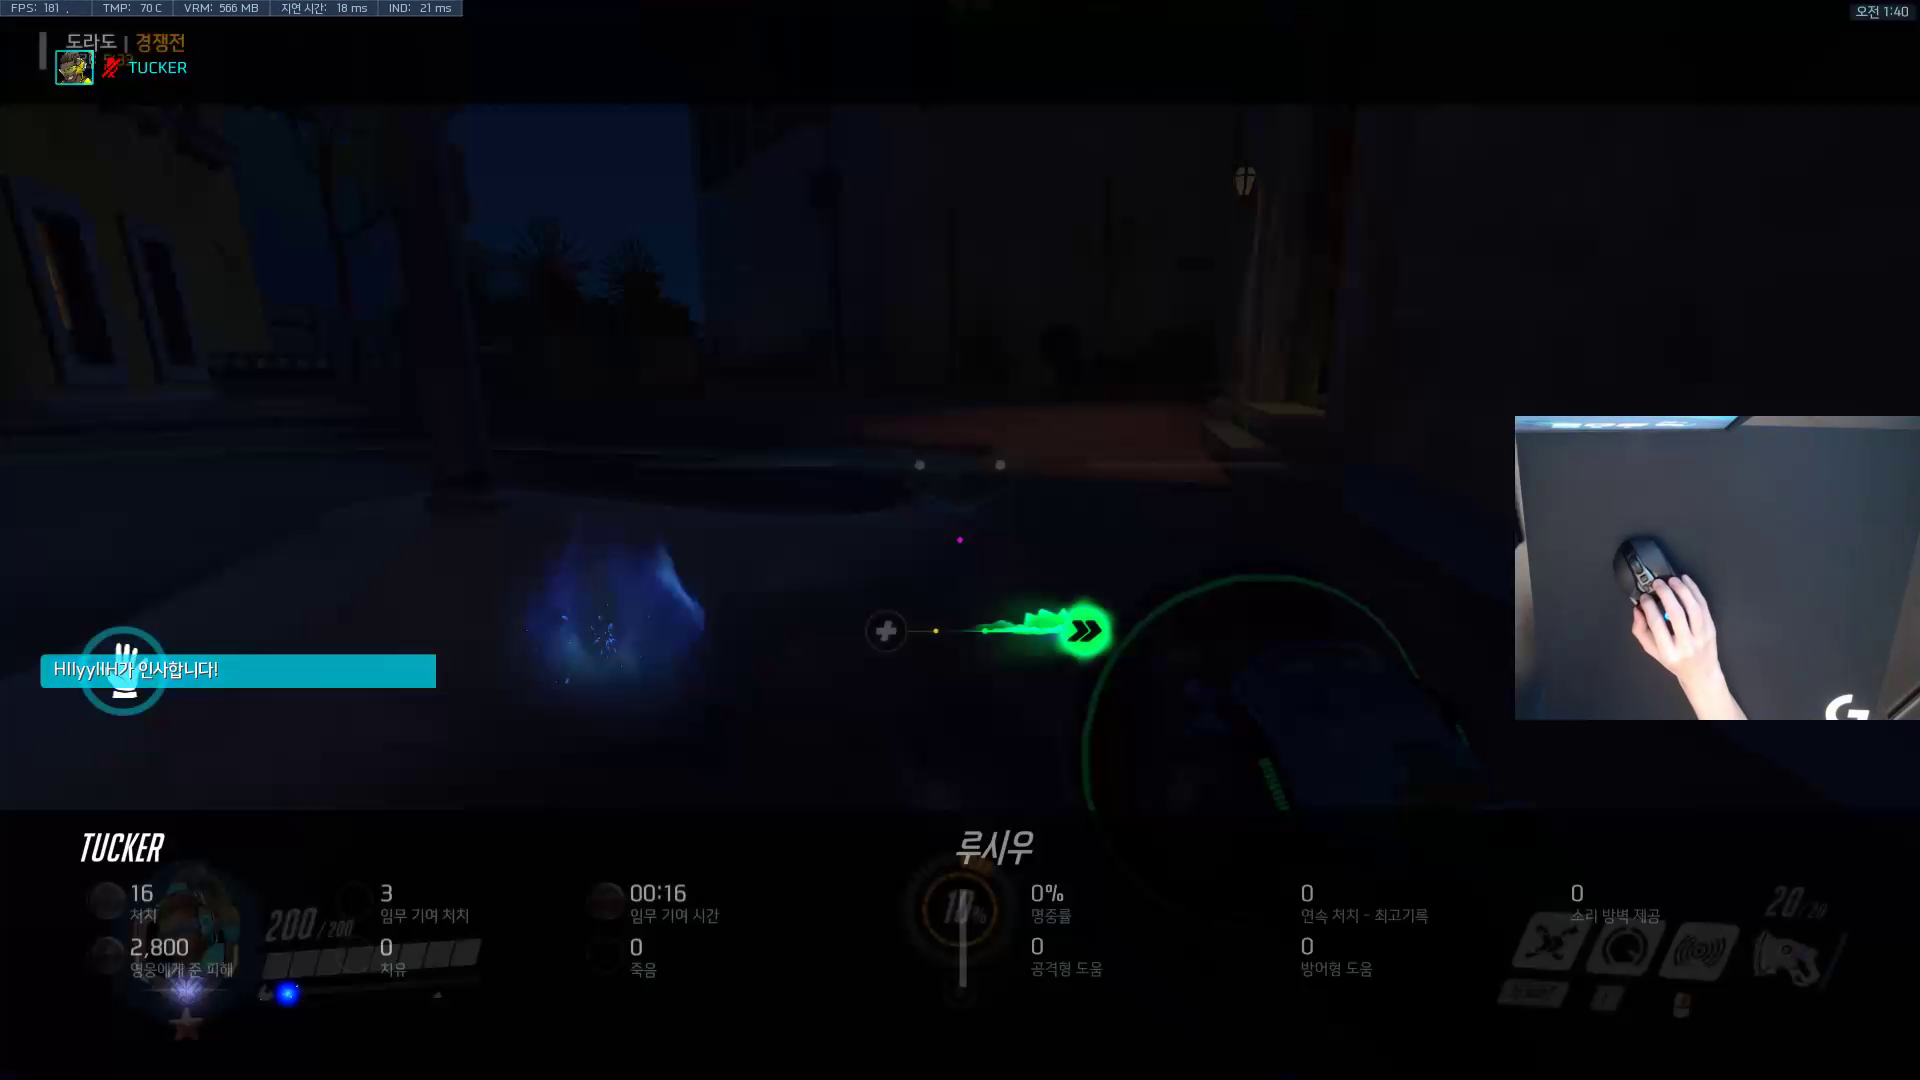 FPS: 181 TMP: 70 C VRM: 566 MB 지연 시간: 18 ms IND: 21 ms
오전 1:40
도라도 | 경쟁전
TUCKER
HIIyyIIH가 인사합니다!
TUCKER
루시우
16
처치
3
임무 기여 처치
00:16
임무 기여 시간
0%
명중률
0
연속 처치 - 최고기록
0
소리 방벽 제공
2,800
영웅에게 준 피해
0
치유
0
죽음
0
공격형 도움
0
방어형 도움
200/200
20/20
G